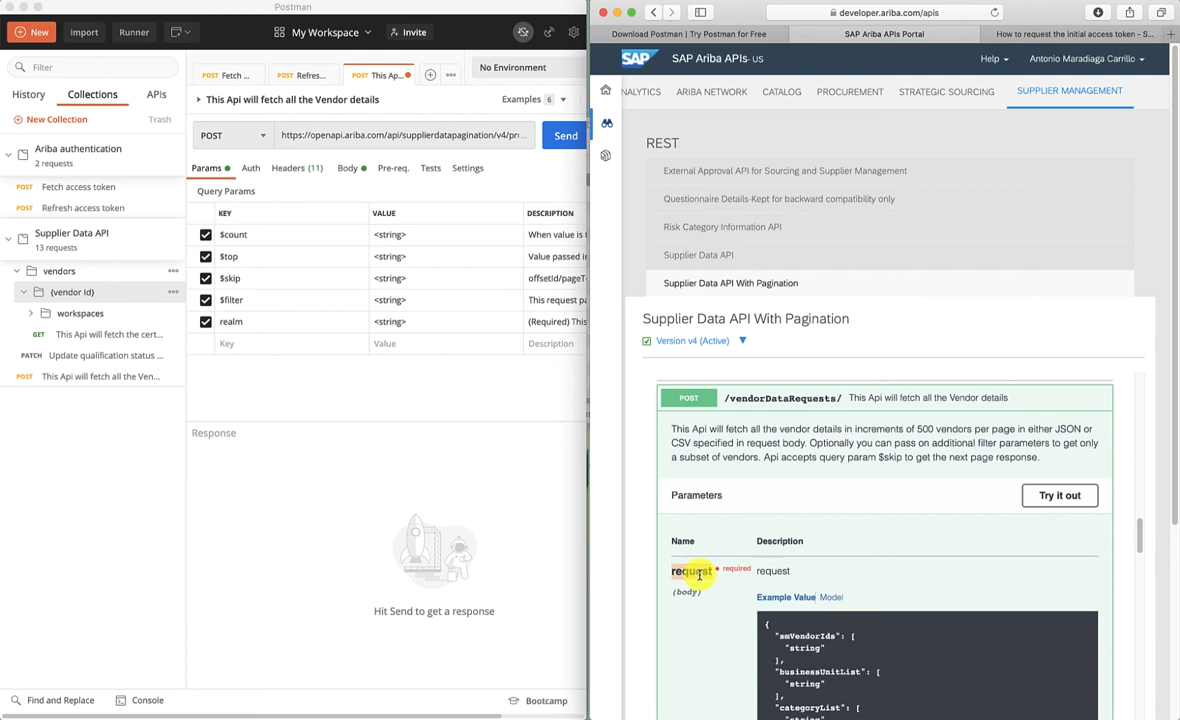 Postman
New
Import
Runner
My Workspace
Invite
Filter
History
Collections
APIs
New Collection
Trash
Ariba authentication
2 requests
POST Fetch access token
POST Refresh access token
Supplier Data API
13 requests
vendors
{vendor Id}
workspaces
GET This Api will fetch the cert...
PATCH Update qualification status ...
POST This Api will fetch all the Ven...
POST Fetch ...
POST Refres...
POST This Ap...
No Environment
This Api will fetch all the Vendor details
Examples 6
POST
https://openapi.ariba.com/api/supplierdatapagination/v4/pr...
Send
Params
Auth
Headers (11)
Body
Pre-req.
Tests
Settings
Query Params
KEY VALUE DESCRIPTION
$count <string> When value is t
$top <string> Value passed i
$skip <string> offsetId/pageT
$filter <string> This request pa
realm <string> (Required) This
Key Value Description
Response
Hit Send to get a response
Find and Replace
Console
Bootcamp
developer.ariba.com/apis
Download Postman | Try Postman for Free
SAP Ariba APIs Portal
How to request the initial access token - S...
SAP
SAP Ariba APIs - US
Help
Antonio Maradiaga Carrillo
NALYTICS
ARIBA NETWORK
CATALOG
PROCUREMENT
STRATEGIC SOURCING
SUPPLIER MANAGEMENT
REST
External Approval API for Sourcing and Supplier Management
Questionnaire Details-Kept for backward compatibility only
Risk Category Information API
Supplier Data API
Supplier Data API With Pagination
Supplier Data API With Pagination
Version v4 (Active)
POST /vendorDataRequests/ This Api will fetch all the Vendor details
This Api will fetch all the vendor details in increments of 500 vendors per page in either JSON or
CSV specified in request body. Optionally you can pass on additional filter parameters to get only
a subset of vendors. Api accepts query param $skip to get the next page response.
Parameters
Try it out
Name Description
request * required request
(body)
Example Value Model
{
"smVendorIds": [
"string"
],
"businessUnitList": [
"string"
],
"categoryList": [